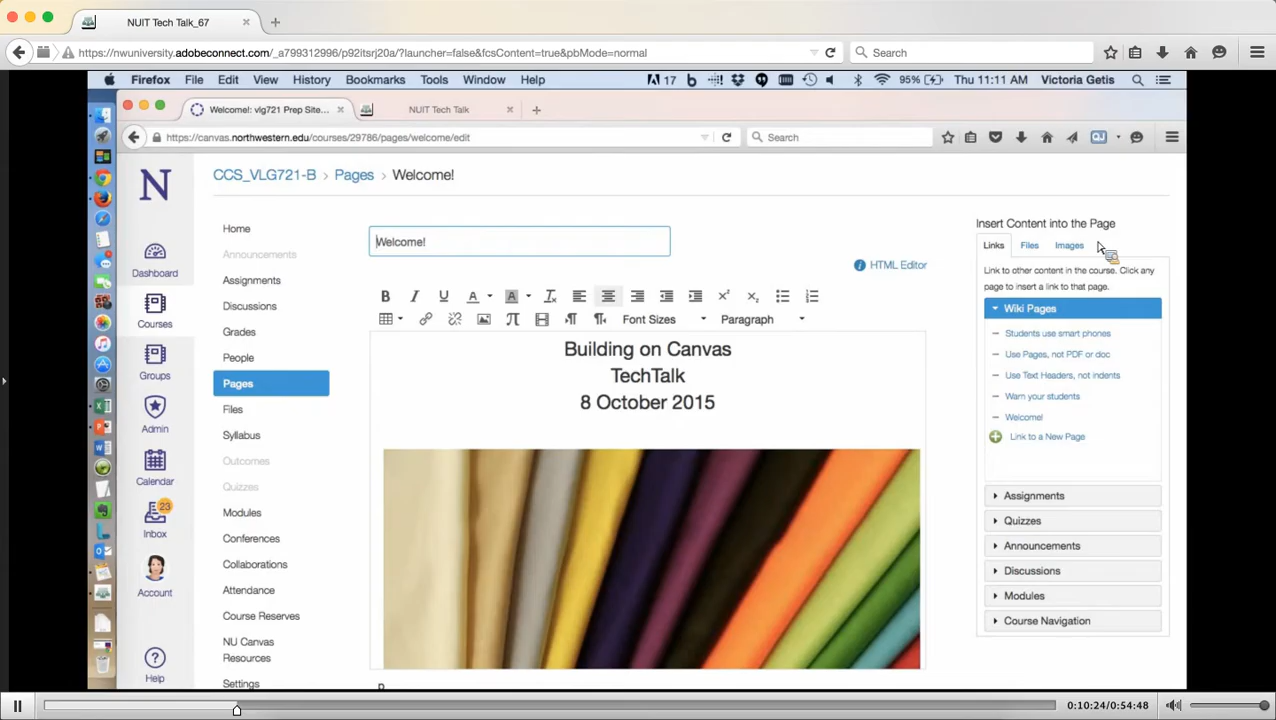 NUIT Tech Talk_67
https://nwuniversity.adobeconnect.com/_a799312996/p92itsrj20a/?launcher=false&fcsContent=true&pbMode=normal
Search
Firefox File Edit View History Bookmarks Tools Window Help
17
95%
Thu 11:11 AM
Victoria Getis
Welcome!: vlg721 Prep Site...
NUIT Tech Talk
https://canvas.northwestern.edu/courses/29786/pages/welcome/edit
Search
N
CCS_VLG721-B › Pages › Welcome!
Dashboard
Courses
Groups
Admin
Calendar
23
Inbox
Account
Help
Home
Announcements
Assignments
Discussions
Grades
People
Pages
Files
Syllabus
Outcomes
Quizzes
Modules
Conferences
Collaborations
Attendance
Course Reserves
NU Canvas
Resources
Settings
Welcome!
HTML Editor
B I U A A
Font Sizes
Paragraph
Building on Canvas
TechTalk
8 October 2015
p
Insert Content into the Page
Links Files Images
Link to other content in the course. Click any
page to insert a link to that page.
Wiki Pages
Students use smart phones
Use Pages, not PDF or doc
Use Text Headers, not indents
Warn your students
Welcome!
Link to a New Page
Assignments
Quizzes
Announcements
Discussions
Modules
Course Navigation
0:10:24/0:54:48